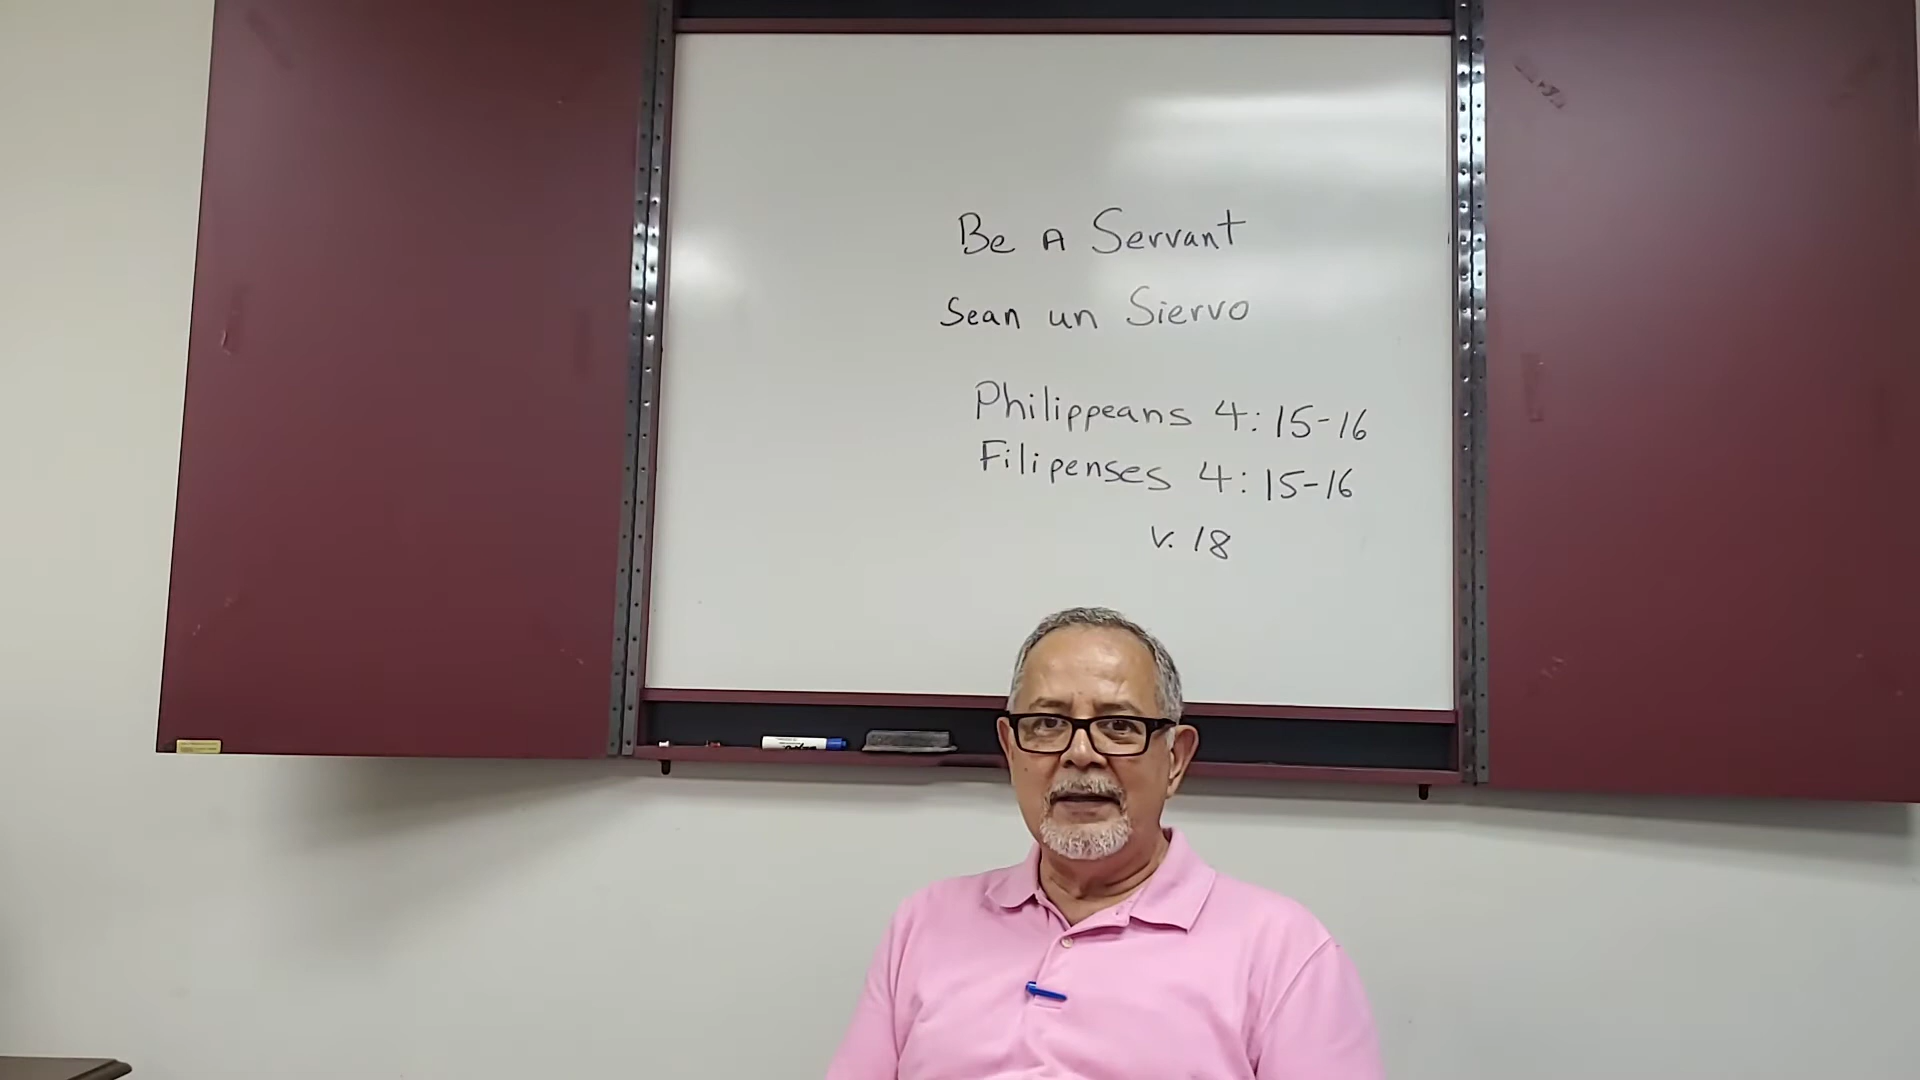 Be A Servant
Sean un Siervo
Philippeans 4:15-16
Filipenses 4:15-16
v. 18